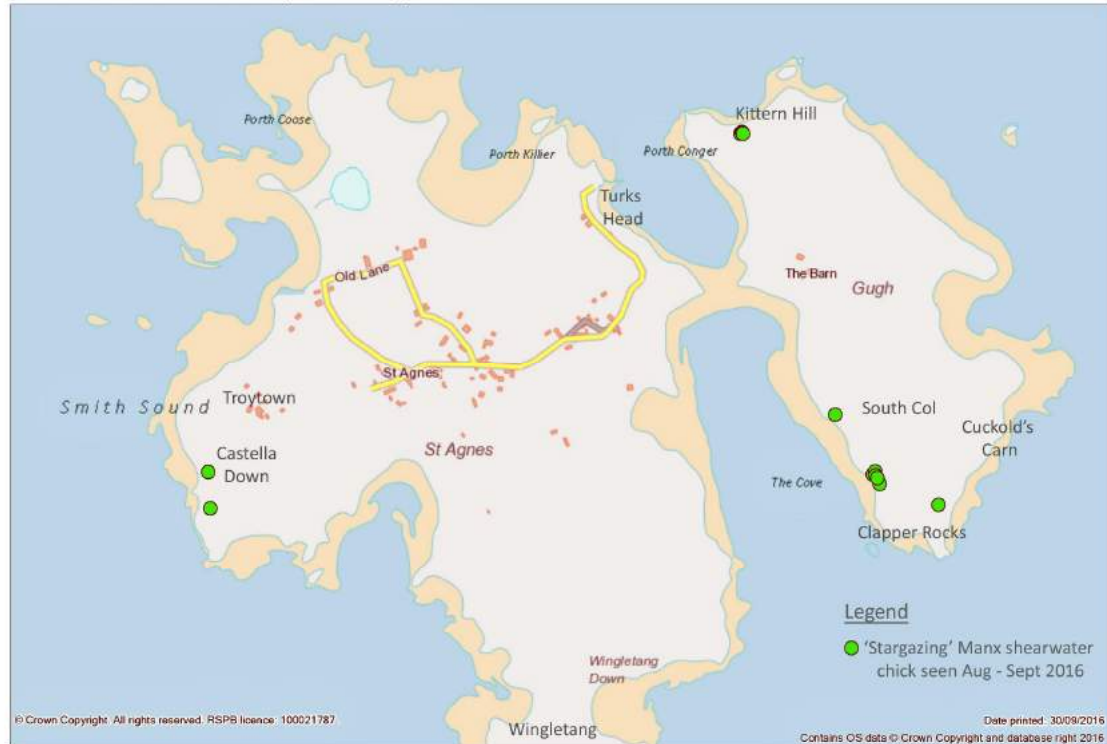 Kittern Hill
Porth Coose
Porth Killier
Porth Conger
Turks
Head
Old Lane
The Barn
Gugh
St Agnes
Smith Sound
Troytown
South Col
Cuckold's
Carn
Castella
Down
St Agnes
The Cove
Clapper Rocks
Legend
'Stargazing' Manx shearwater
chick seen Aug - Sept 2016
Wingletang
Down
Wingletang
© Crown Copyright. All rights reserved. RSPB licence: 100021787.
Date printed: 30/09/2016
Contains OS data © Crown Copyright and database right 2016